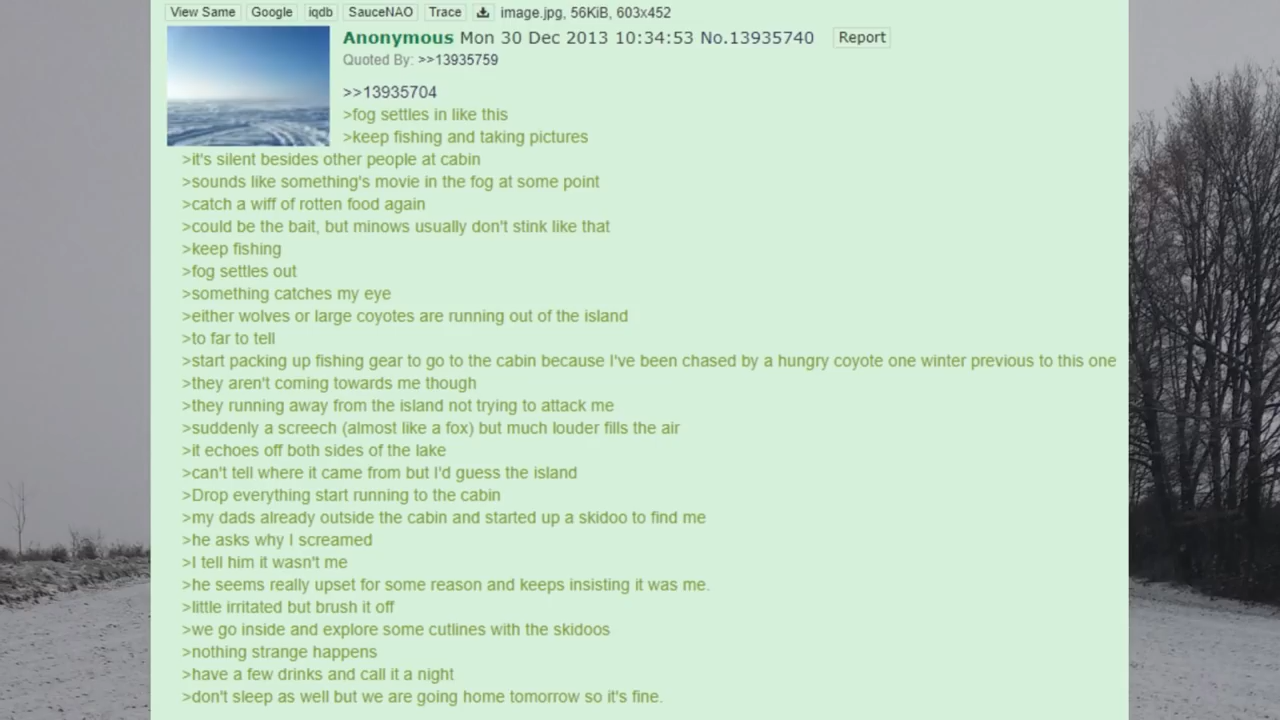 View Same Google iqdb SauceNAO Trace image.jpg, 56KiB, 603x452
Anonymous Mon 30 Dec 2013 10:34:53 No.13935740 Report
Quoted By: >>13935759
>>13935704
>fog settles in like this
>keep fishing and taking pictures
>it's silent besides other people at cabin
>sounds like something's movie in the fog at some point
>catch a wiff of rotten food again
>could be the bait, but minows usually don't stink like that
>keep fishing
>fog settles out
>something catches my eye
>either wolves or large coyotes are running out of the island
>to far to tell
>start packing up fishing gear to go to the cabin because I've been chased by a hungry coyote one winter previous to this one
>they aren't coming towards me though
>they running away from the island not trying to attack me
>suddenly a screech (almost like a fox) but much louder fills the air
>it echoes off both sides of the lake
>can't tell where it came from but I'd guess the island
>Drop everything start running to the cabin
>my dads already outside the cabin and started up a skidoo to find me
>he asks why I screamed
>I tell him it wasn't me
>he seems really upset for some reason and keeps insisting it was me.
>little irritated but brush it off
>we go inside and explore some cutlines with the skidoos
>nothing strange happens
>have a few drinks and call it a night
>don't sleep as well but we are going home tomorrow so it's fine.